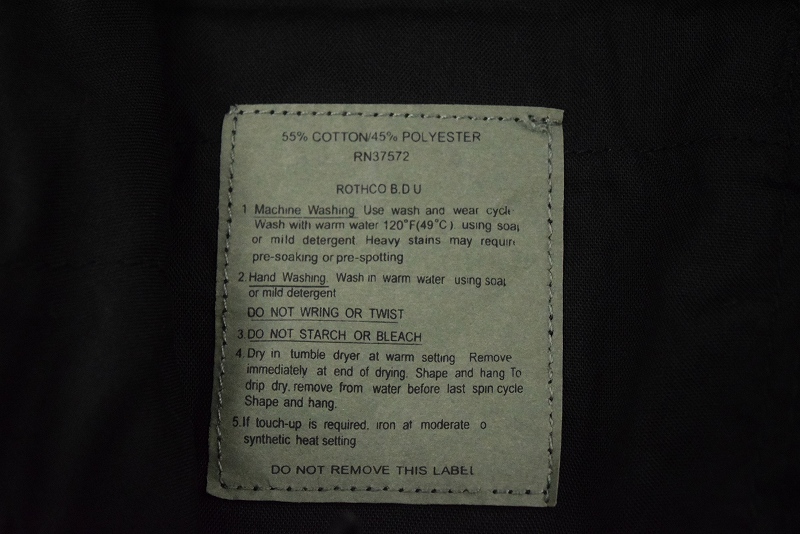 55% COTTON/45% POLYESTER
RN37572
ROTHCO B.D U
1 Machine Washing Use wash and wear cycl
Wash with warm water 120°F(49°C). using soap
or mild detergent Heavy stains may requir
pre-soaking or pre-spotting
2.Hand Washing. Wash in warm water using soap
or mild detergent
DO NOT WRING OR TWIST
3.DO NOT STARCH OR BLEACH
4.Dry in tumble dryer at warm setting Remove
immediately at end of drying. Shape and hang To
drip dry, remove from water before last spin cycle
Shape and hang.
5.If touch-up is required, iron at moderate o
synthetic heat setting
DO NOT REMOVE THIS LABEL